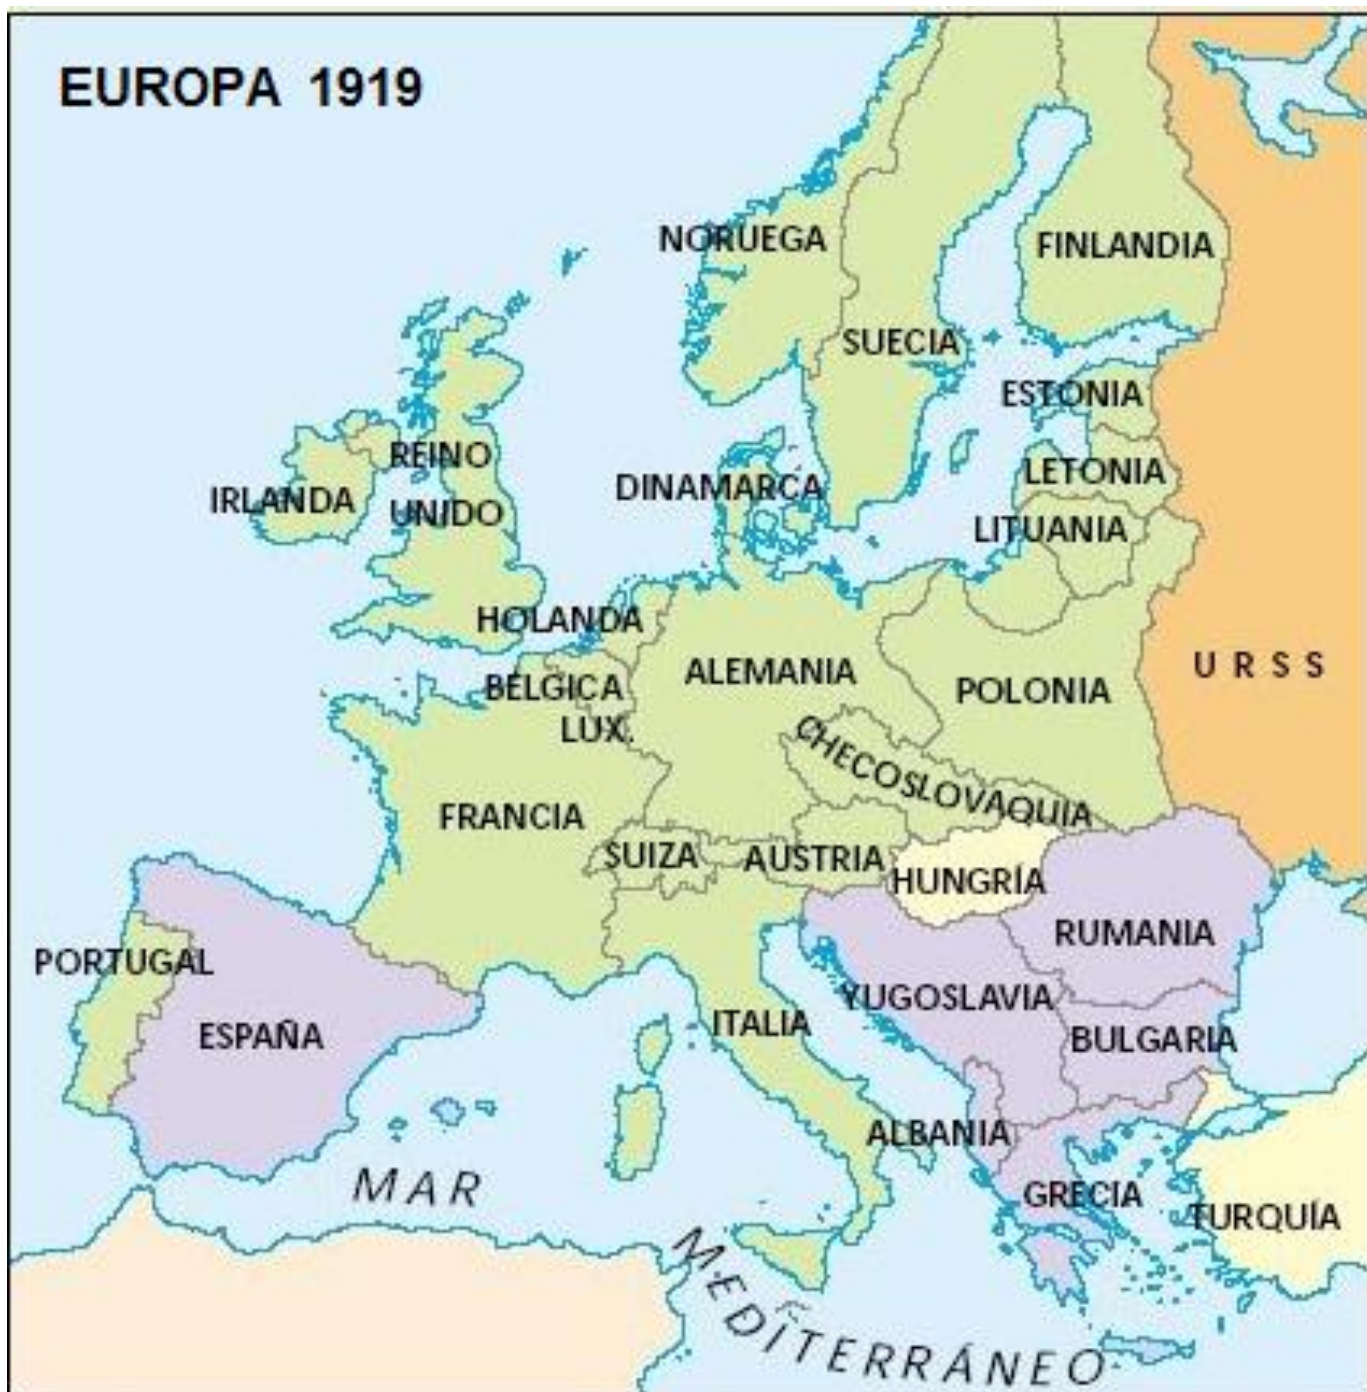 EUROPA 1919
NORUEGA
FINLANDIA
SUECIA
ESTONIA
REINO
UNIDO
LETONIA
DINAMARCA
IRLANDA
LITUANIA
HOLANDA
URSS
ALEMANIA
BÉLGICA
POLONIA
LUX.
CHECOSLOVAQUIA
FRANCIA
SUIZA
AUSTRIA
HUNGRÍA
RUMANIA
PORTUGAL
YUGOSLAVIA
ITALIA
ESPAÑA
BULGARIA
ALBANIA
MAR
MEDITERRÁNEO
GRECIA
TURQUÍA